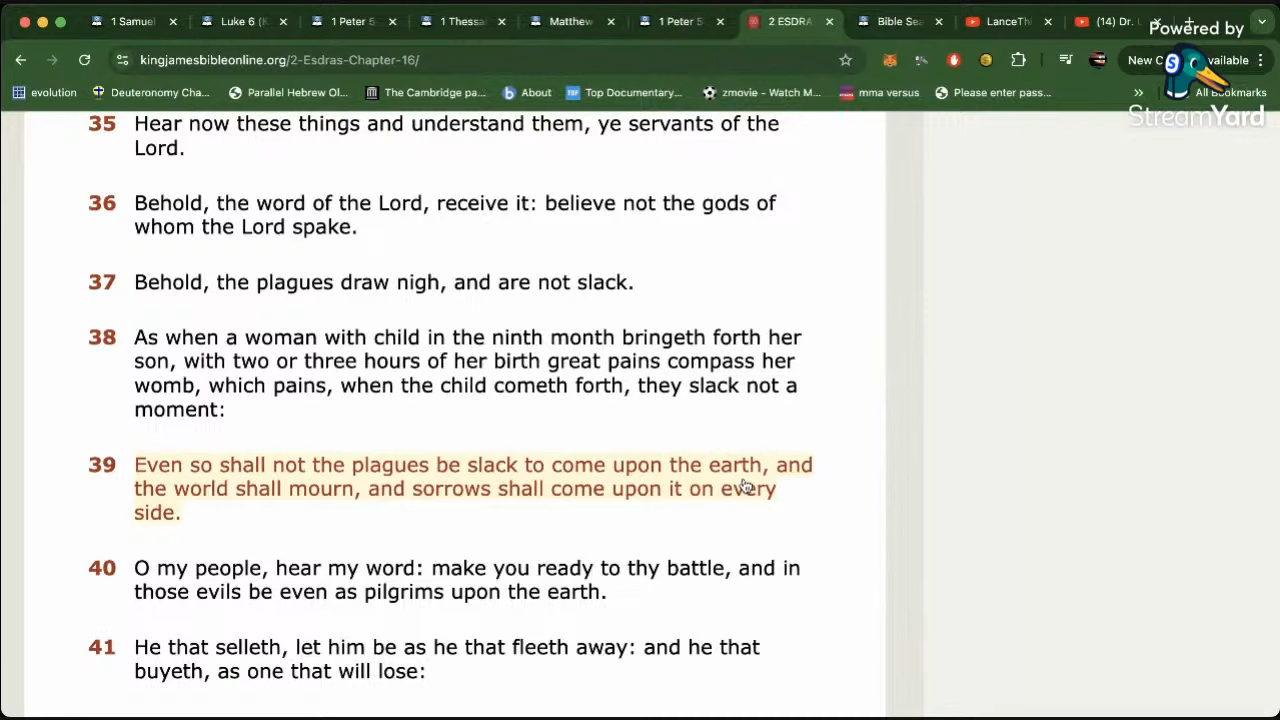 1 Samuel
Luke 6 (K
1 Peter 5
1 Thessa
Matthew
1 Peter 5
2 ESDRA
Bible Sea
LanceThi
(14) Dr.
Powered by
kingjamesbibleonline.org/2-Esdras-Chapter-16/
New C
vailable
evolution
Deuteronomy Cha...
Parallel Hebrew Ol...
The Cambridge pa...
About
Top Documentary...
zmovie - Watch M...
mma versus
Please enter pass...
»
All Bookmarks
S
StreamYard
35 Hear now these things and understand them, ye servants of the
Lord.
36 Behold, the word of the Lord, receive it: believe not the gods of
whom the Lord spake.
37 Behold, the plagues draw nigh, and are not slack.
38 As when a woman with child in the ninth month bringeth forth her
son, with two or three hours of her birth great pains compass her
womb, which pains, when the child cometh forth, they slack not a
moment:
39 Even so shall not the plagues be slack to come upon the earth, and
the world shall mourn, and sorrows shall come upon it on every
side.
40 O my people, hear my word: make you ready to thy battle, and in
those evils be even as pilgrims upon the earth.
41 He that selleth, let him be as he that fleeth away: and he that
buyeth, as one that will lose: